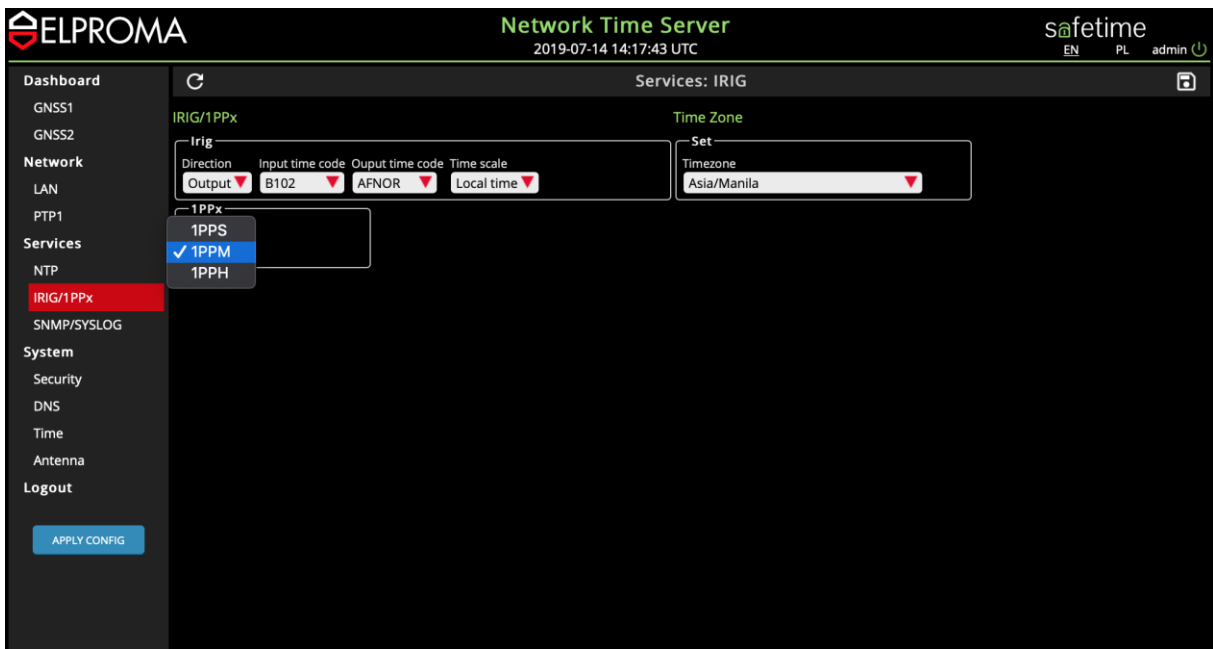 ELPROMA
Network Time Server
2019-07-14 14:17:43 UTC
safetime
EN PL admin
Dashboard
GNSS1
GNSS2
Network
LAN
PTP1
Services
NTP
IRIG/1PPx
SNMP/SYSLOG
System
Security
DNS
Time
Antenna
Logout
APPLY CONFIG
Services: IRIG
IRIG/1PPx
Irig
Direction Input time code Ouput time code Time scale
Output B102 AFNOR Local time
1PPx
1PPS
1PPM
1PPH
Time Zone
Set
Timezone
Asia/Manila